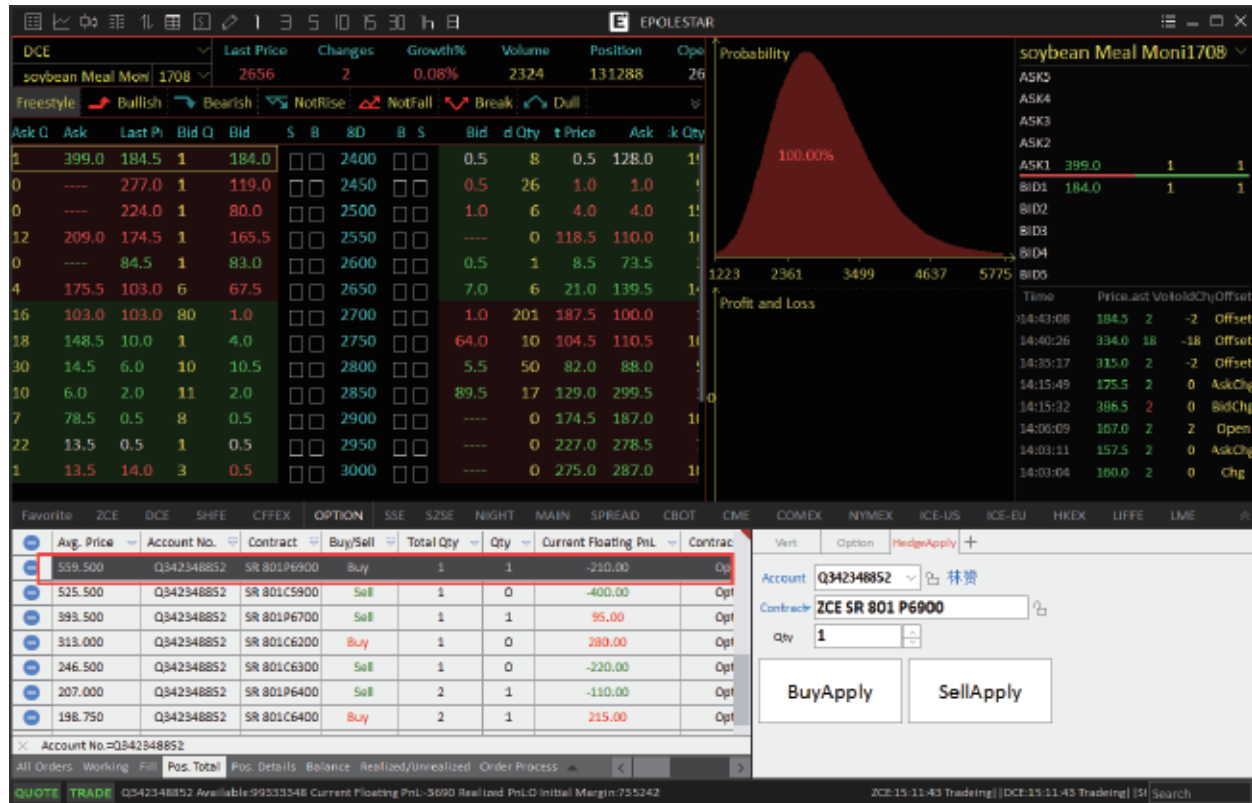 EPOLESTAR
DCE Last Price Changes Growth% Volume Position Ope
soybean Meal Moni 1708 2656 2 0.08% 2324 131288 26
Freestyle Bullish Bearish NotRise NotFall Break Dull
Ask Q Ask Last Pr Bid Q Bid S B 8D B S Bid d Qty t Price Ask :k Qty
1 399.0 184.5 1 184.0 2400 0.5 8 0.5 128.0
0 ---- 277.0 1 119.0 2450 0.5 26 1.0 1.0
0 ---- 224.0 1 80.0 2500 1.0 6 4.0 4.0
12 209.0 174.5 1 165.5 2550 ---- 0 118.5 110.0
0 ---- 84.5 1 83.0 2600 0.5 1 8.5 73.5
4 175.5 103.0 6 67.5 2650 7.0 6 21.0 139.5
16 103.0 103.0 80 1.0 2700 1.0 201 187.5 100.0
18 148.5 10.0 1 4.0 2750 64.0 10 104.5 110.5
30 14.5 6.0 10 10.5 2800 5.5 50 82.0 88.0
10 6.0 2.0 11 2.0 2850 89.5 17 129.0 299.5
7 78.5 0.5 8 0.5 2900 ---- 0 174.5 187.0
22 13.5 0.5 1 0.5 2950 ---- 0 227.0 278.5
1 13.5 14.0 3 0.5 3000 ---- 0 275.0 287.0
Probability
100.00%
1223 2361 3499 4637 5775
Profit and Loss
0
soybean Meal Moni1708
ASK5
ASK4
ASK3
ASK2
ASK1 399.0 1 1
BID1 184.0 1 1
BID2
BID3
BID4
BID5
Time Price Offset
14:43:08 184.5 2 -2 Offset
14:40:26 334.0 18 -18 Offset
14:35:17 315.0 2 -2 Offset
14:15:49 175.5 2 0 AskChg
14:15:32 386.5 2 0 BidChg
14:06:09 167.0 2 2 Open
14:03:11 157.5 2 0 AskChg
14:03:04 160.0 2 0 Chg
Favorite ZCE DCE SHFE CFFEX OPTION SSE SZSE NIGHT MAIN SPREAD CBOT CME COMEX NYMEX ICE-US ICE-EU HKEX LIFFE LME
Avg. Price Account No. Contract Buy/Sell Total Qty Qty Current Floating PnL Contrac
559.500 Q342348852 SR 801P6900 Buy 1 1 -210.00 Op
525.500 Q342348852 SR 801C5900 Sell 1 0 -400.00 Opt
393.500 Q342348852 SR 801P6700 Sell 1 1 95.00 Opt
313.000 Q342348852 SR 801C6200 Buy 1 0 280.00 Opt
246.500 Q342348852 SR 801C6300 Sell 1 0 -220.00 Opt
207.000 Q342348852 SR 801P6400 Sell 2 1 -110.00 Opt
198.750 Q342348852 SR 801C6400 Buy 2 1 215.00 Opt
Account No.=Q342348852
All Orders Working Fill Pos. Total Pos. Details Balance Realized/Unrealized Order Process
Vert Option HedgeApply
Account Q342348852 林赞
Contract ZCE SR 801 P6900
Qty 1
BuyApply SellApply
QUOTE TRADE Q342348852 Available:99333348 Current Floating PnL:-3690 Realized PnL:0 Initial Margin:735242 ZCE:15:11:43 Tradeing||DCE:15:11:43 Tradeing||SI Search